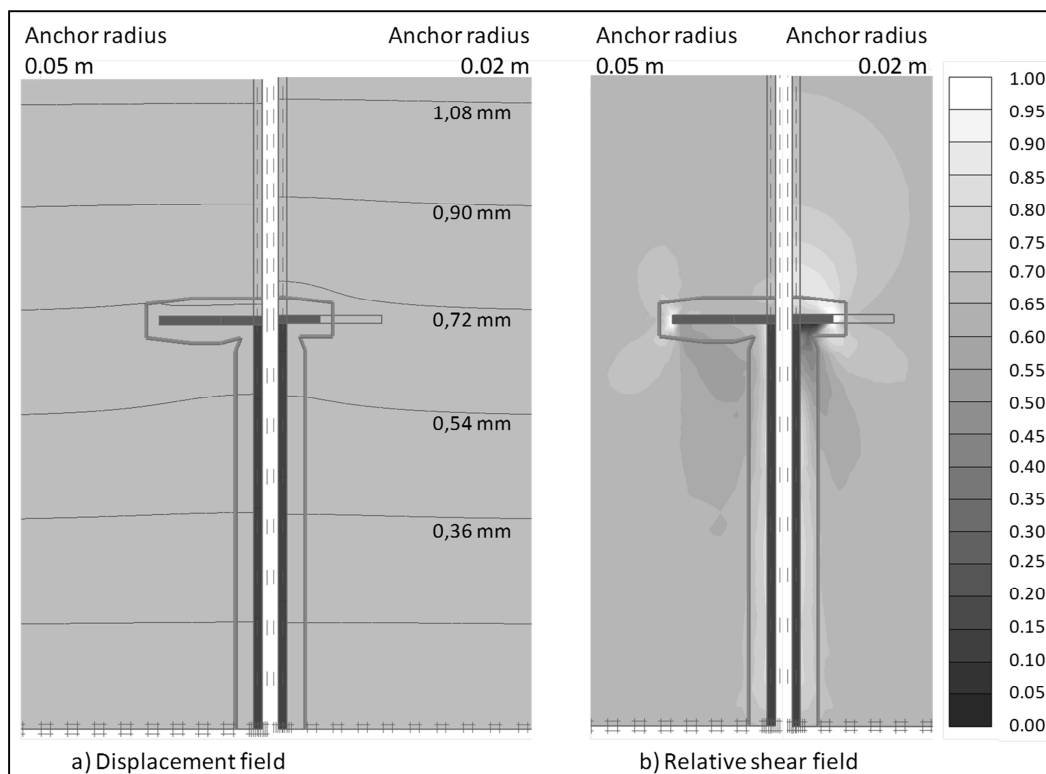 Anchor radius
0.05 m
Anchor radius
0.02 m
1,08 mm
0,90 mm
0,72 mm
0,54 mm
0,36 mm
a) Displacement field
Anchor radius
0.05 m
Anchor radius
0.02 m
b) Relative shear field
1.00
0.95
0.90
0.85
0.80
0.75
0.70
0.65
0.60
0.55
0.50
0.45
0.40
0.35
0.30
0.25
0.20
0.15
0.10
0.05
0.00